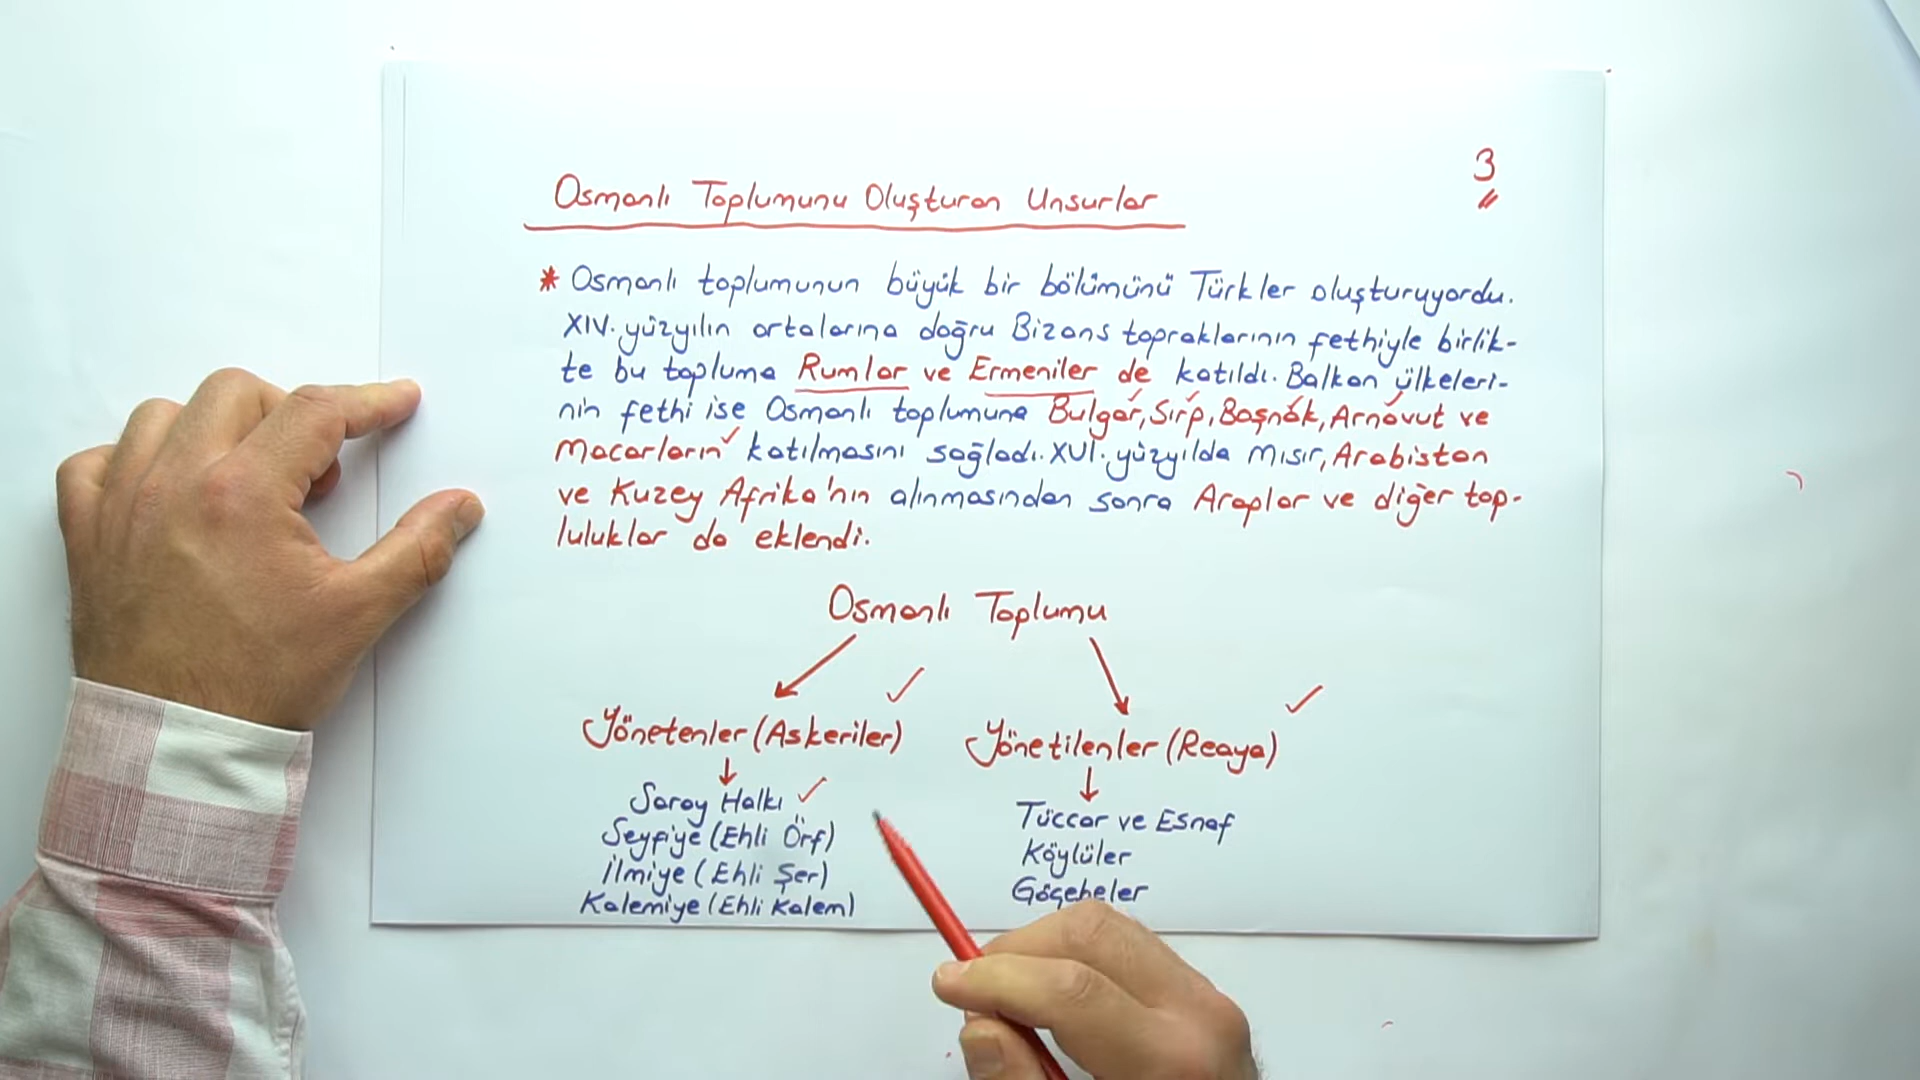 3
Osmanlı Toplumunu Oluşturan Unsurlar
* Osmanlı toplumunun büyük bir bölümünü Türkler oluşturuyordu.
XIV. yüzyılın ortalarına doğru Bizans topraklarının fethiyle birlik-
te bu topluma Rumlar ve Ermeniler de katıldı. Balkan ülkeleri-
nin fethi ise Osmanlı toplumuna Bulgar, Sırp, Boşnak, Arnavut ve
Macarların katılmasını sağladı. XVI. yüzyılda Mısır, Arabistan
ve Kuzey Afrika'nın alınmasından sonra Araplar ve diğer top-
luluklar da eklendi.
Osmanlı Toplumu
Yönetenler (Askeriler)
Yönetilenler (Reaya)
Saray Halkı
Seyfiye (Ehli Örf)
İlmiye (Ehli Şer)
Kalemiye (Ehli Kalem)
Tüccar ve Esnaf
Köylüler
Göçebeler